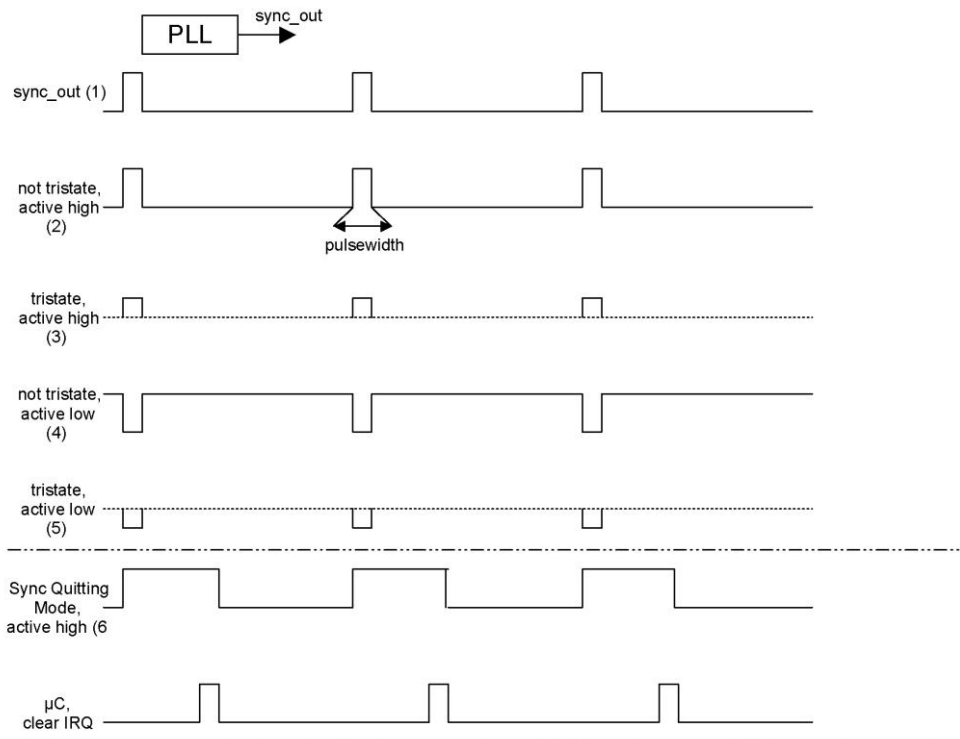 sync_out
PLL
sync_out (1)
not tristate,
active high
(2)
pulsewidth
tristate,
active high
(3)
not tristate,
active low
(4)
tristate,
active low
(5)
Sync Quitting
Mode,
active high (6
µC,
clear IRQ